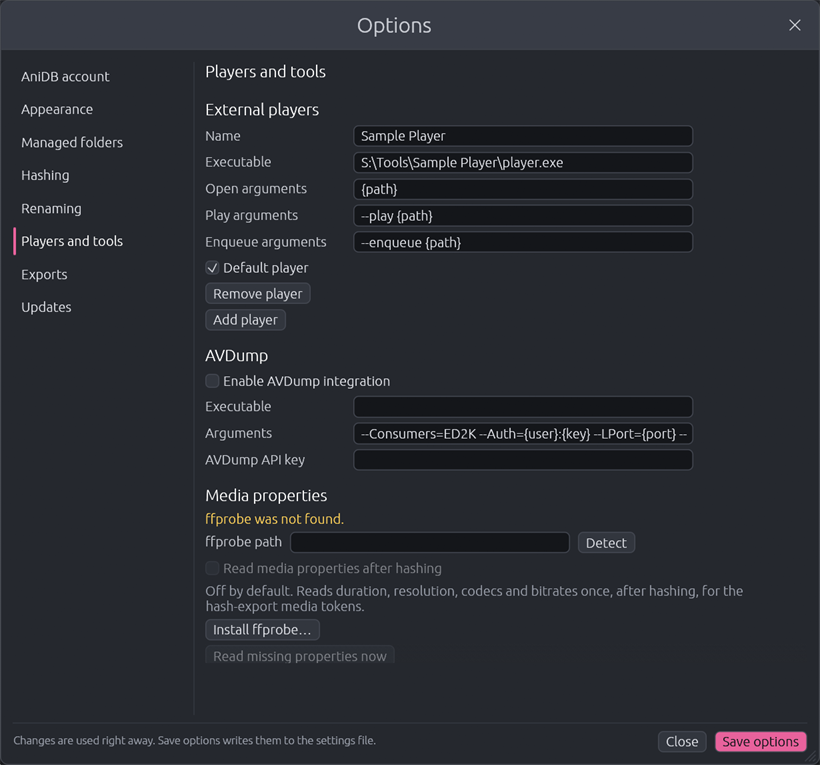 Options
AniDB account
Appearance
Managed folders
Hashing
Renaming
Players and tools
Exports
Updates
Players and tools
External players
Name Sample Player
Executable S:\Tools\Sample Player\player.exe
Open arguments {path}
Play arguments --play {path}
Enqueue arguments --enqueue {path}
Default player
Remove player
Add player
AVDump
Enable AVDump integration
Executable
Arguments --Consumers=ED2K --Auth={user}:{key} --LPort={port} --
AVDump API key
Media properties
ffprobe was not found.
ffprobe path Detect
Read media properties after hashing
Off by default. Reads duration, resolution, codecs and bitrates once, after hashing, for the
hash-export media tokens.
Install ffprobe...
Read missing properties now
Changes are used right away. Save options writes them to the settings file.
Close Save options